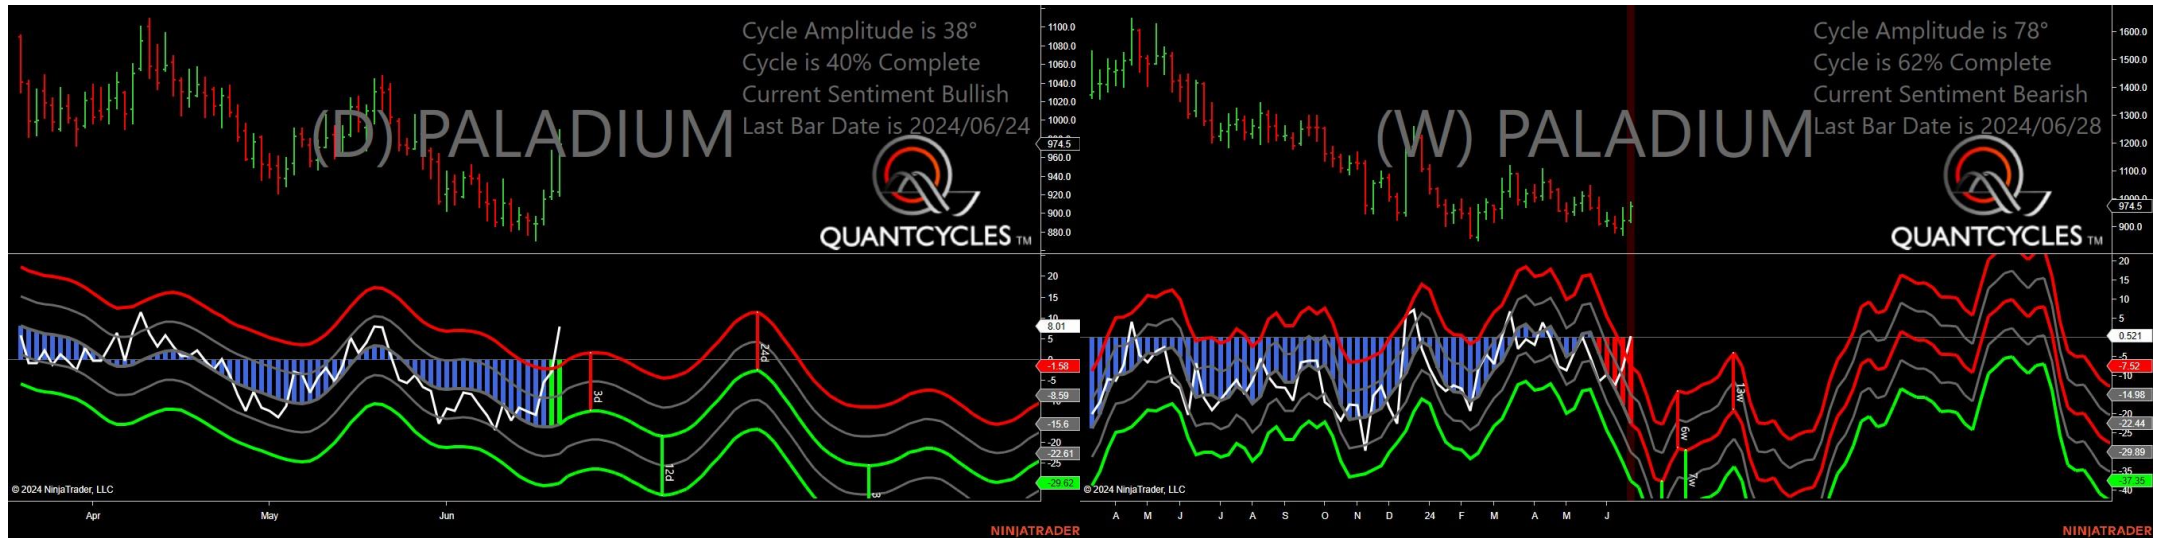 Cycle Amplitude is 38°
Cycle is 40% Complete
Current Sentiment Bullish
Last Bar Date is 2024/06/24
(D) PALADIUM
QUANTCYCLES TM
1100.0
1080.0
1060.0
1040.0
1020.0
1000.0
974.5
960.0
940.0
920.0
900.0
880.0
20
15
8.01
5
-1.58
-5
-8.59
-15.6
-20
-22.61
-25
-29.62
3d
12d
24d
© 2024 NinjaTrader, LLC
Apr
May
Jun
NINJATRADER
Cycle Amplitude is 78°
Cycle is 62% Complete
Current Sentiment Bearish
Last Bar Date is 2024/06/28
(W) PALADIUM
QUANTCYCLES TM
1600.0
1500.0
1400.0
1300.0
1200.0
1100.0
1000.0
974.5
900.0
20
15
10
5
0.521
-5
-7.52
-10
-14.98
-20
-22.44
-25
-29.89
-35
-37.35
-40
6w
7w
13w
© 2024 NinjaTrader, LLC
A M J J A S O N D 24 F M A M J
NINJATRADER